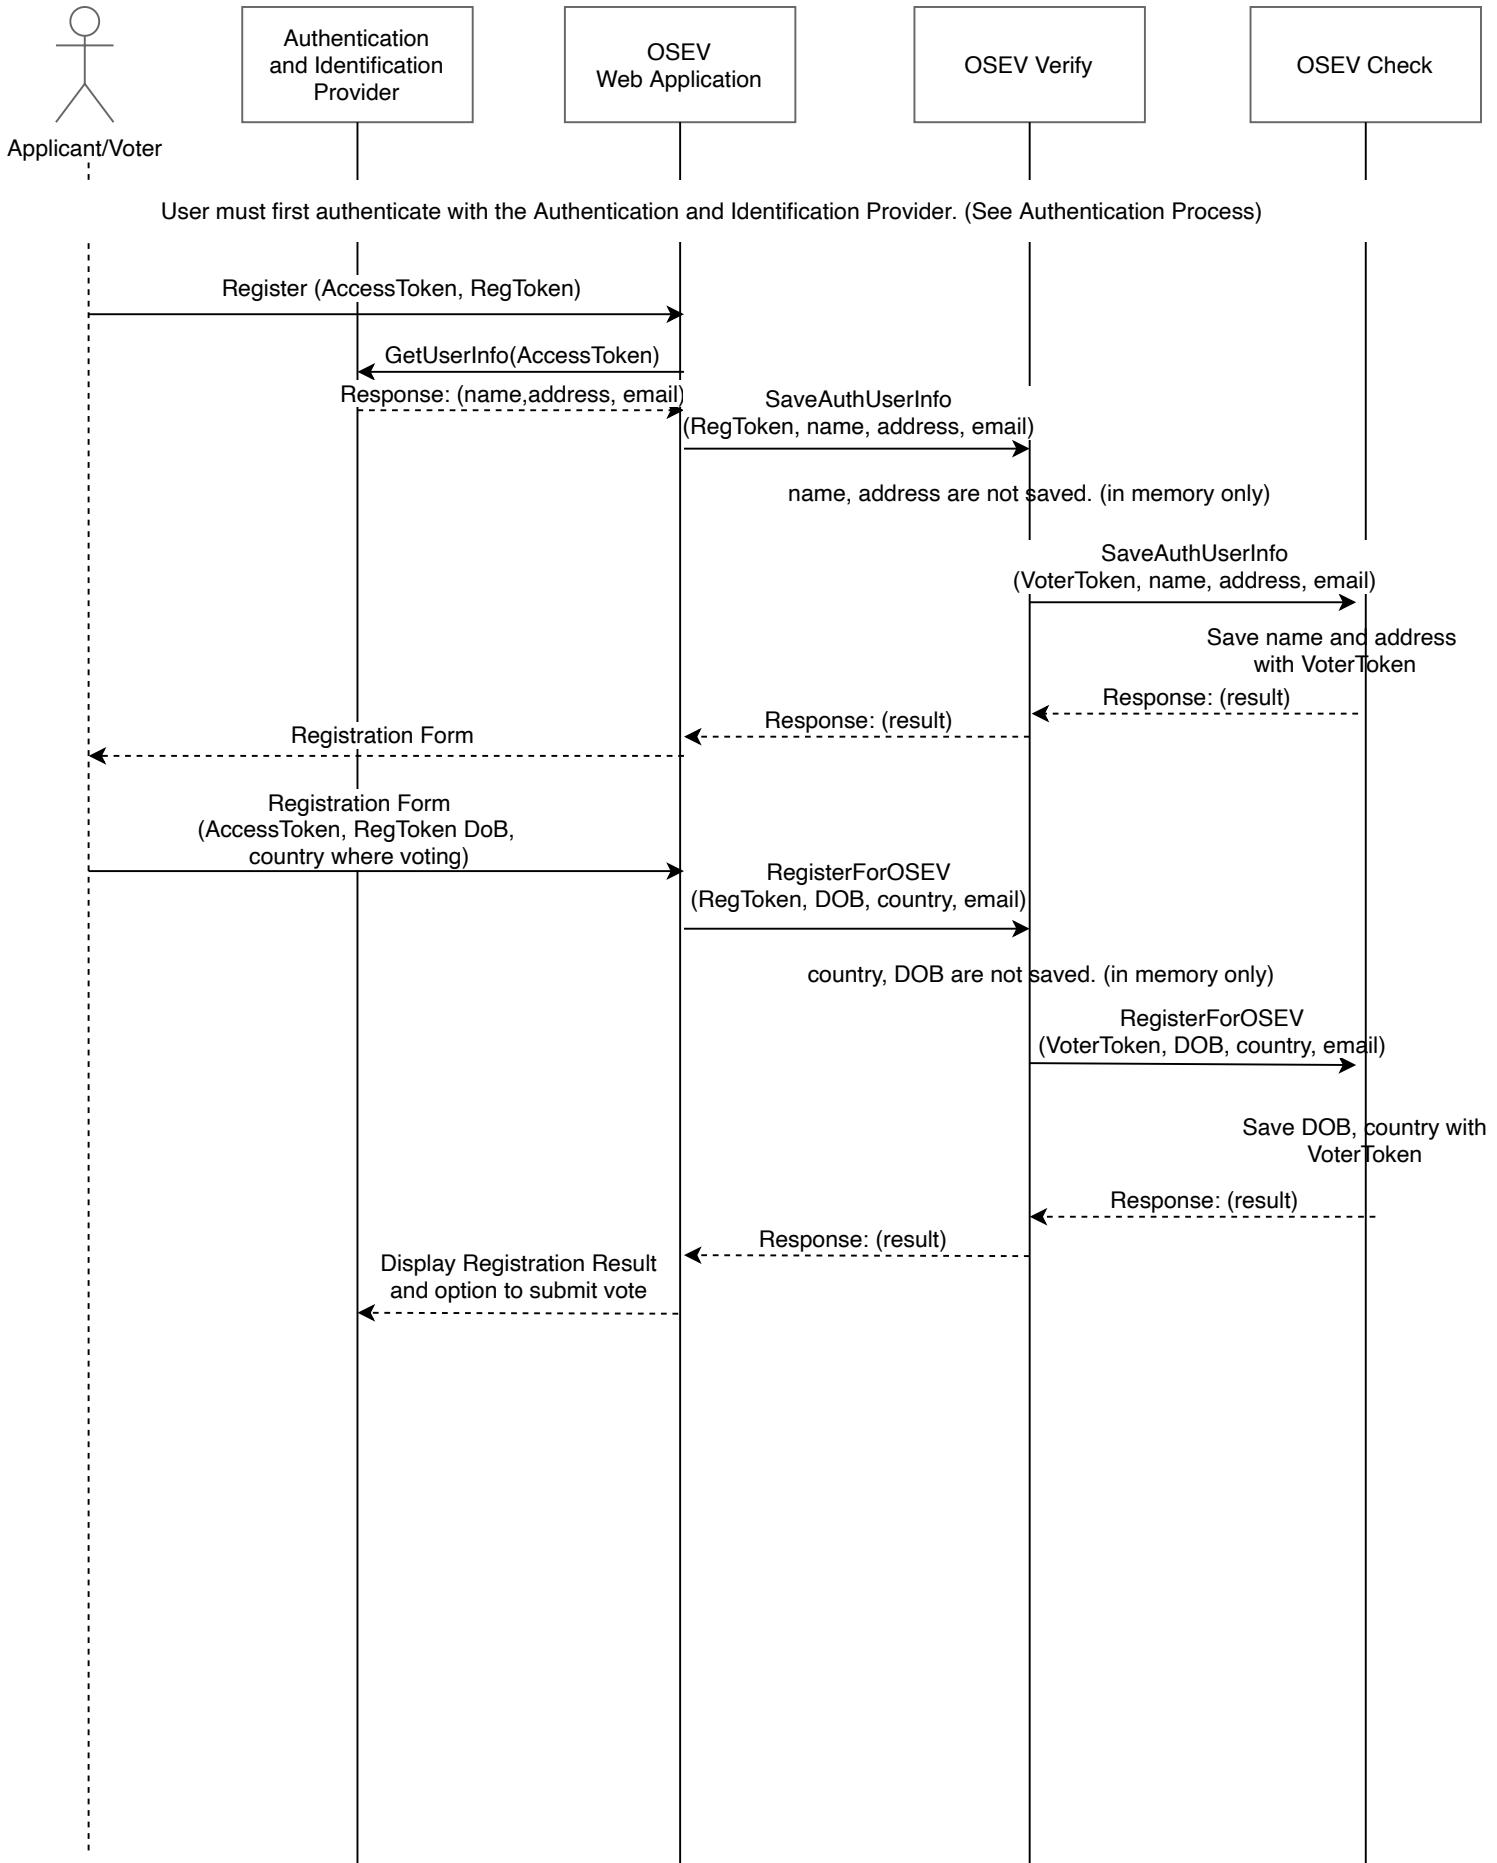 Applicant/Voter
Authentication
and Identification
Provider
OSEV
Web Application
OSEV Verify
OSEV Check
User must first authenticate with the Authentication and Identification Provider. (See Authentication Process)
Register (AccessToken, RegToken)
GetUserInfo(AccessToken)
Response: (name,address, email)
SaveAuthUserInfo
(RegToken, name, address, email)
name, address are not saved. (in memory only)
SaveAuthUserInfo
(VoterToken, name, address, email)
Save name and address
with VoterToken
Response: (result)
Response: (result)
Registration Form
Registration Form
(AccessToken, RegToken DoB,
country where voting)
RegisterForOSEV
(RegToken, DOB, country, email)
country, DOB are not saved. (in memory only)
RegisterForOSEV
(VoterToken, DOB, country, email)
Save DOB, country with
VoterToken
Response: (result)
Response: (result)
Display Registration Result
and option to submit vote